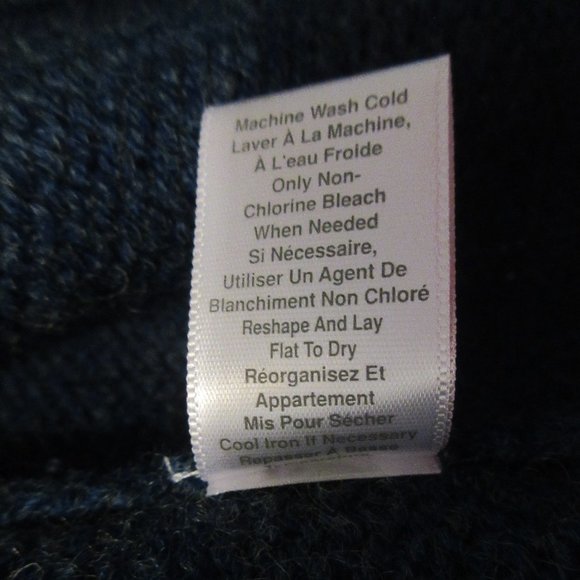 Machine Wash Cold
Laver À La Machine,
À L'eau Froide
Only Non-
Chlorine Bleach
When Needed
Si Nécessaire,
Utiliser Un Agent De
Blanchiment Non Chloré
Reshape And Lay
Flat To Dry
Réorganisez Et
Appartement
Mis Pour Sécher
Cool Iron If Necessary
Repasser À Basse